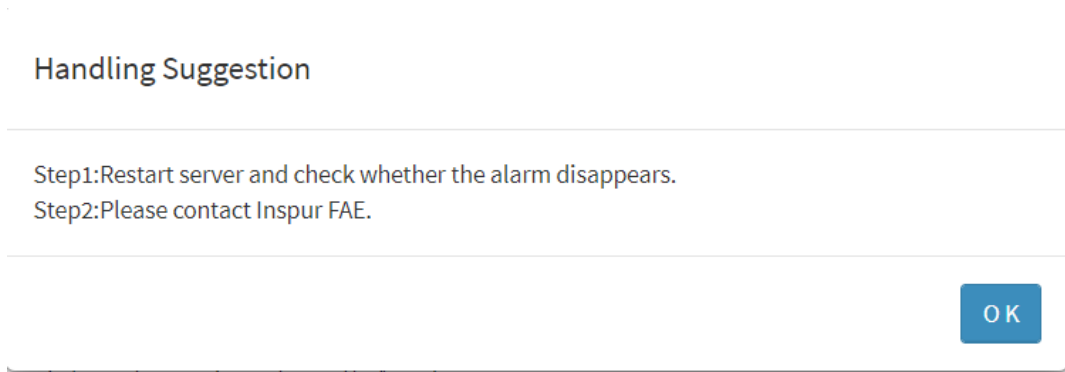 Handling Suggestion
Step1:Restart server and check whether the alarm disappears.
Step2:Please contact Inspur FAE.
OK